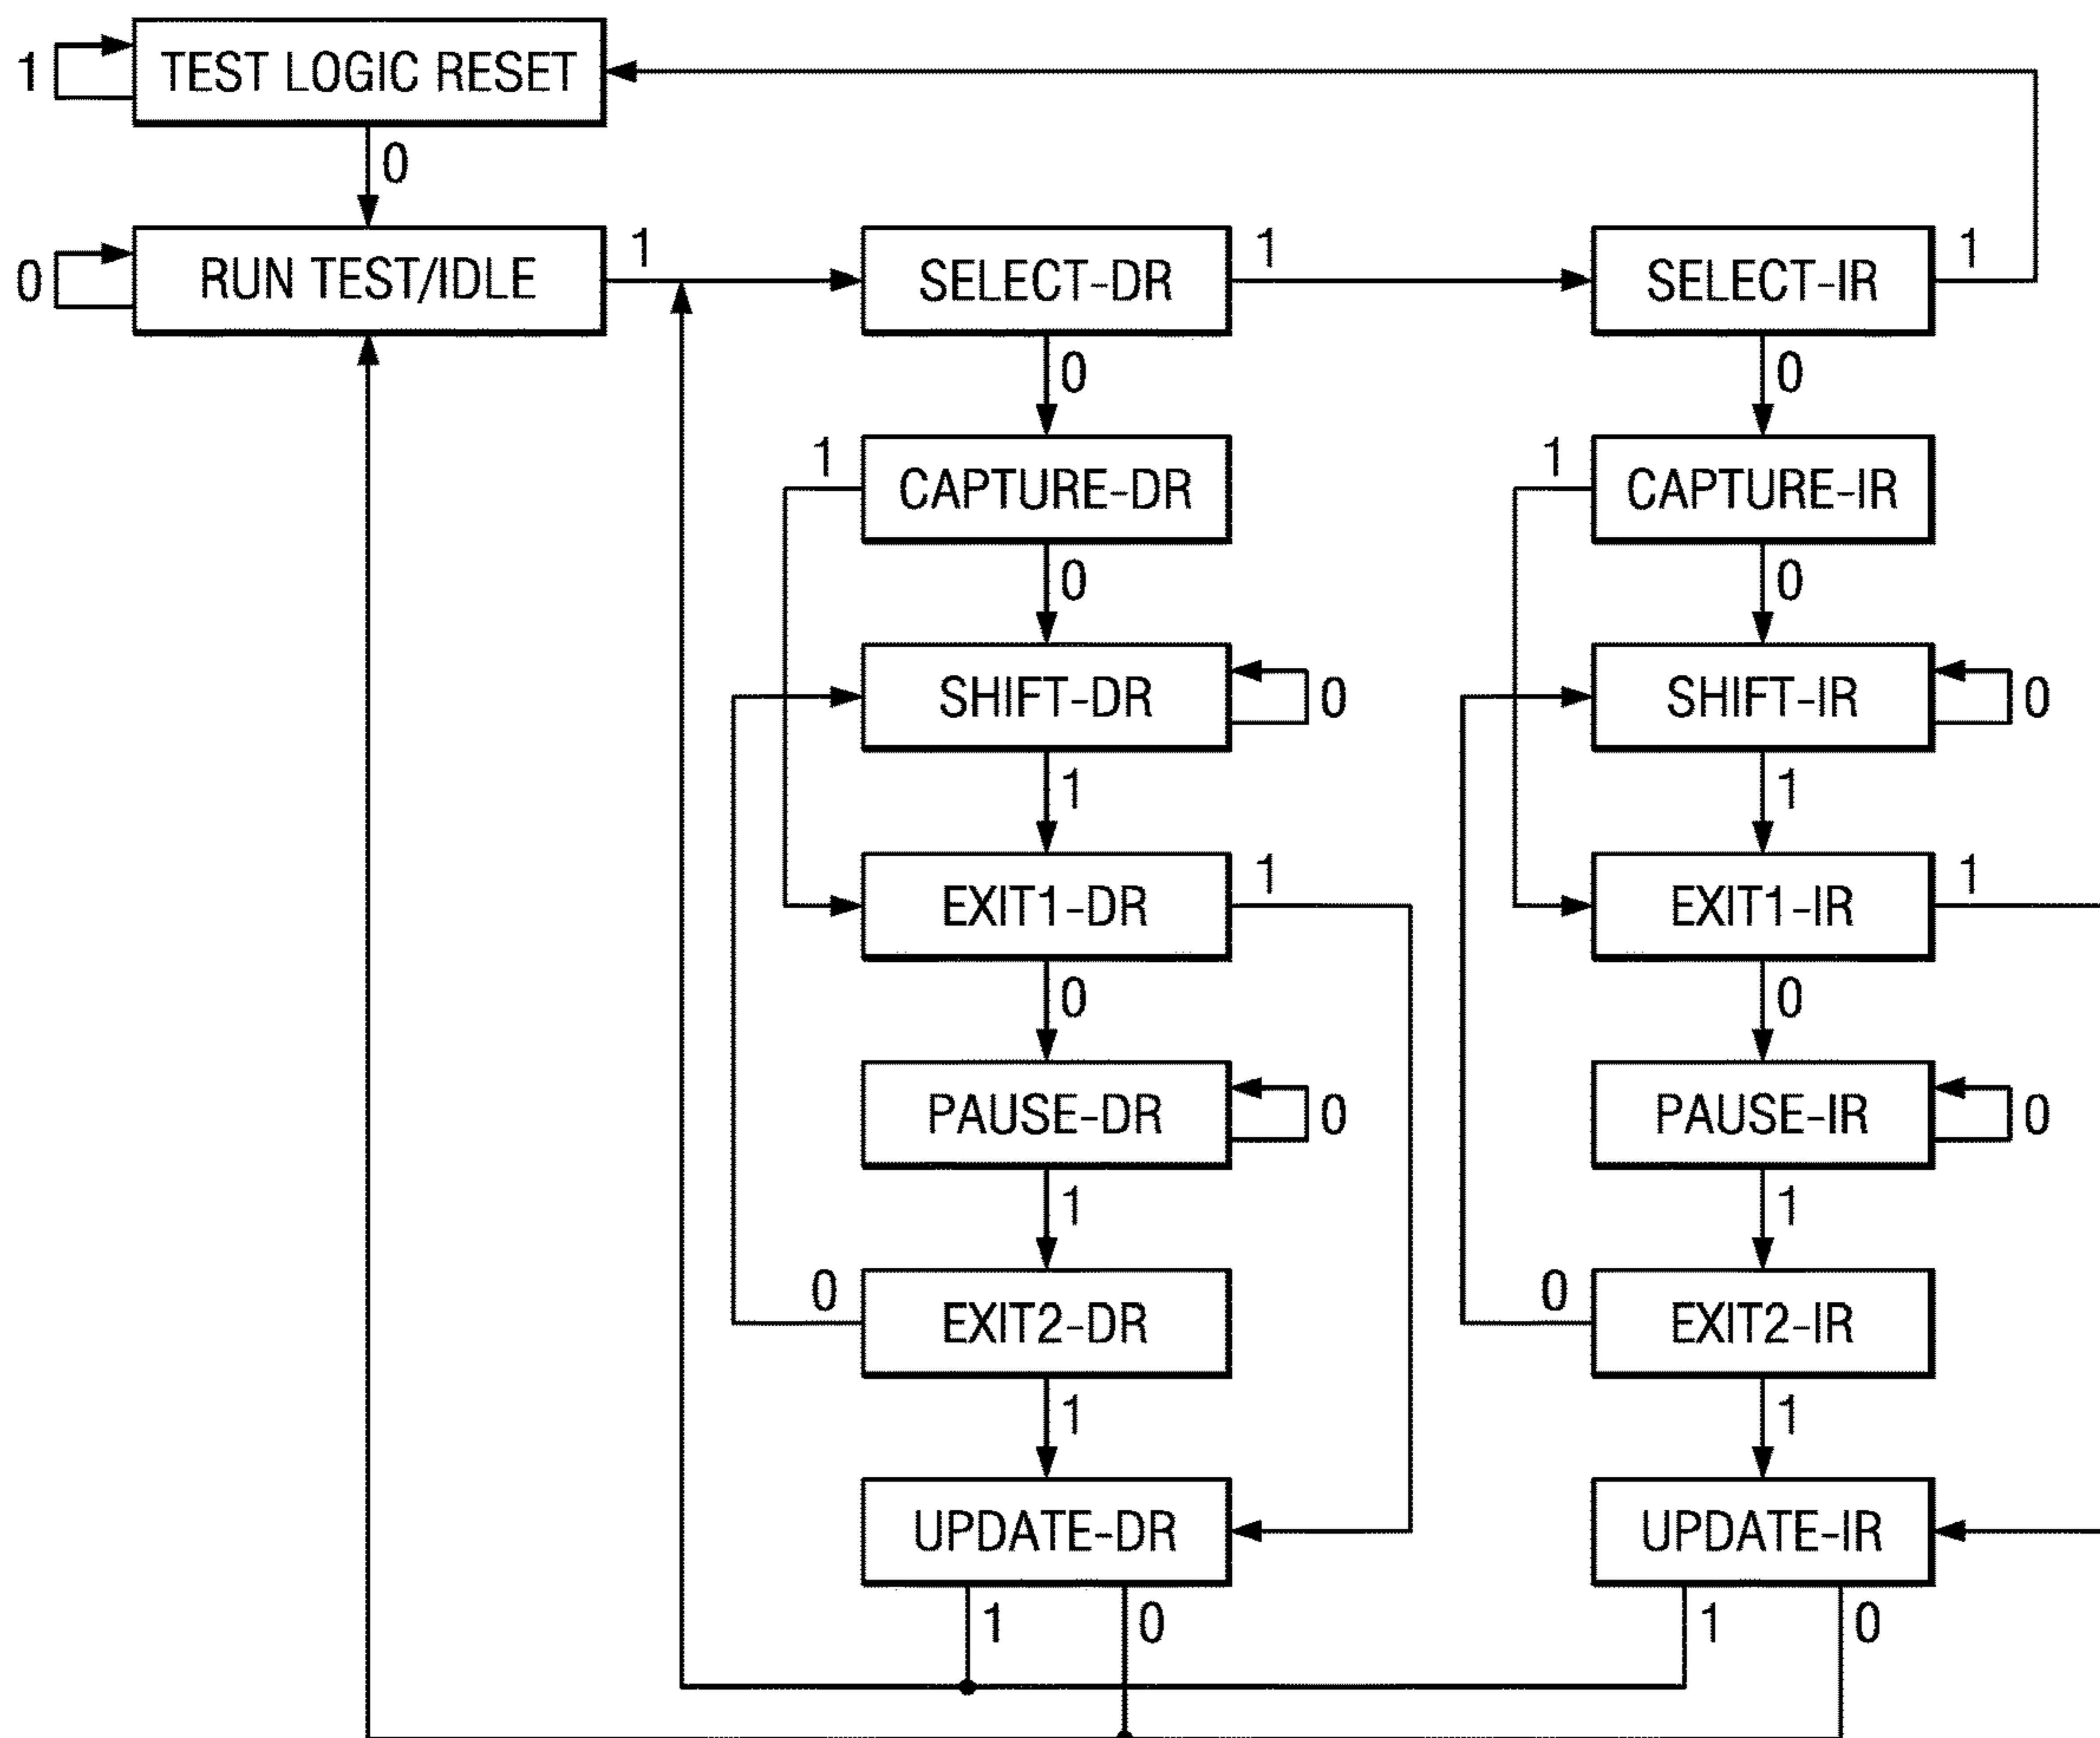 TEST LOGIC RESET
1
0
RUN TEST/IDLE
0
1
SELECT-DR
1
SELECT-IR
1
0
0
1
CAPTURE-DR
1
CAPTURE-IR
0
0
SHIFT-DR
0
SHIFT-IR
0
1
1
EXIT1-DR
1
EXIT1-IR
1
0
0
PAUSE-DR
0
PAUSE-IR
0
1
1
0
EXIT2-DR
0
EXIT2-IR
1
1
UPDATE-DR
UPDATE-IR
1
0
1
0